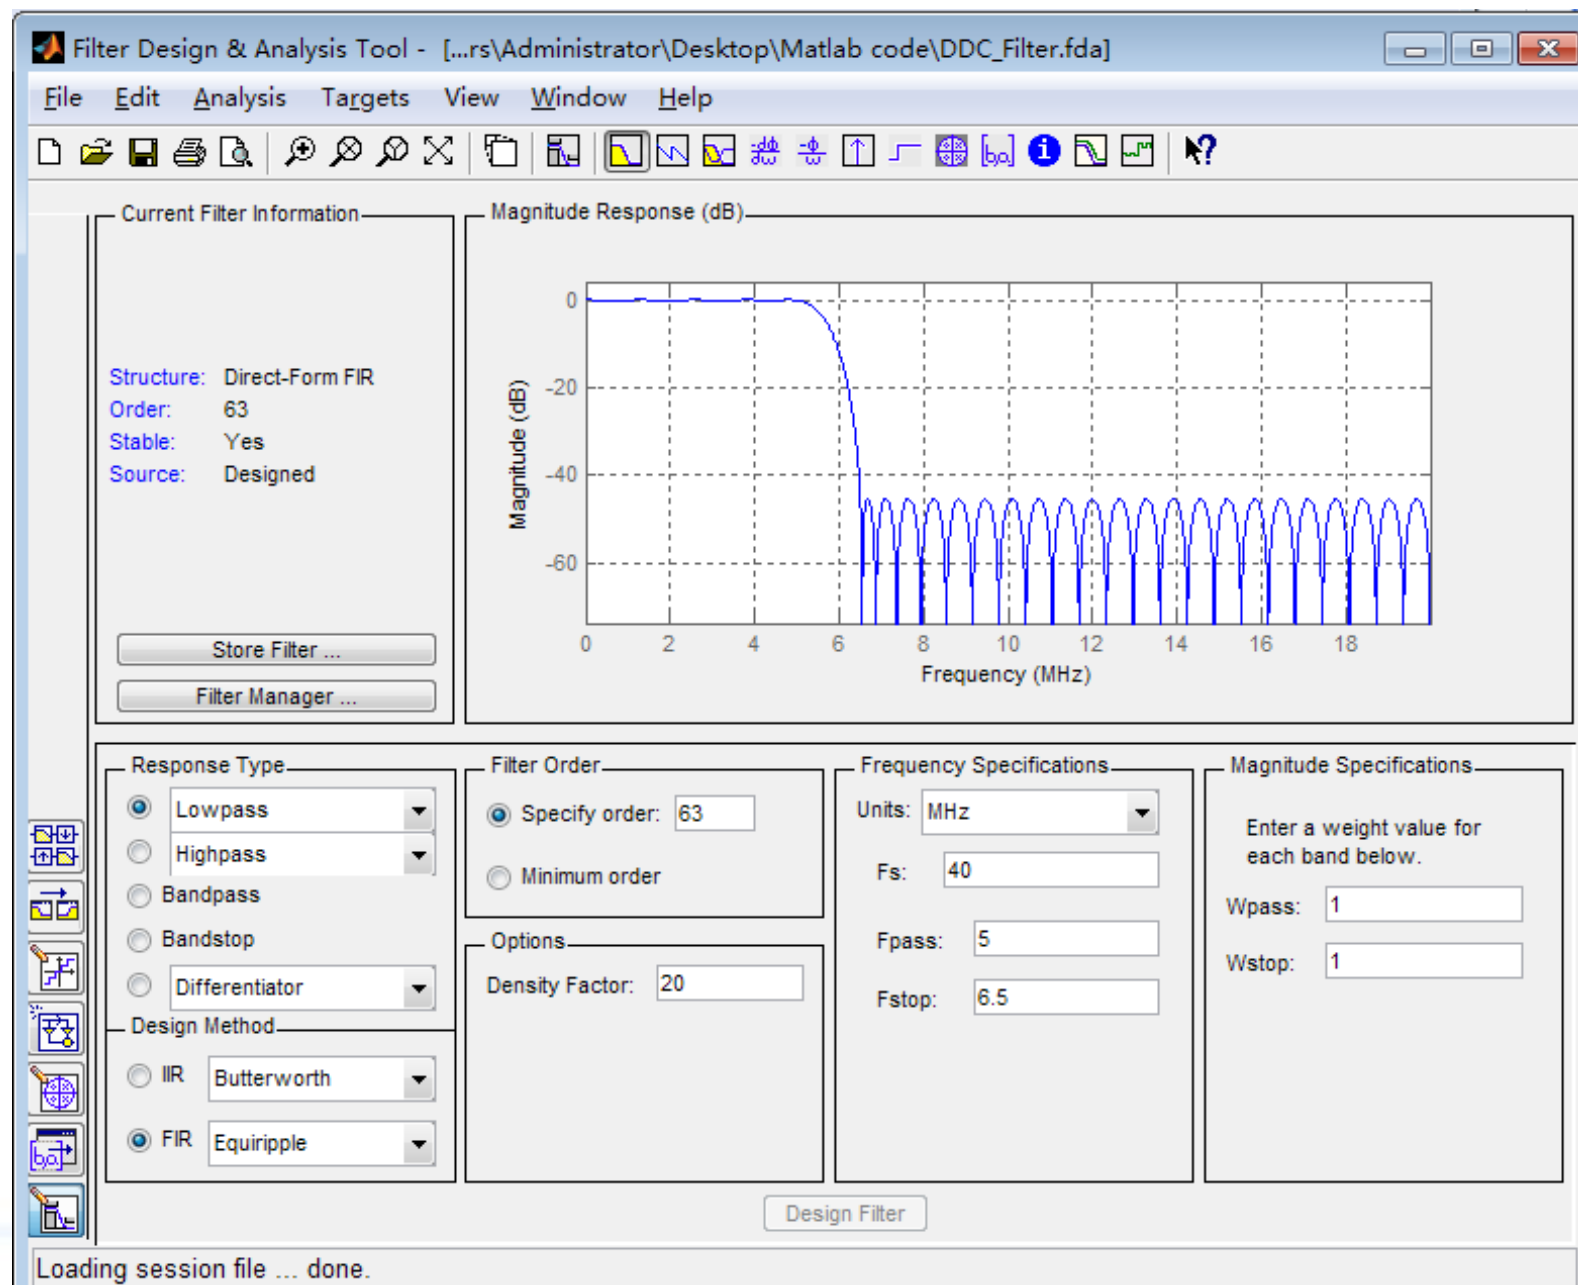 Filter Design & Analysis Tool - [...rs\Administrator\Desktop\Matlab code\DDC_Filter.fda]
File Edit Analysis Targets View Window Help
Current Filter Information
Structure: Direct-Form FIR
Order: 63
Stable: Yes
Source: Designed
Store Filter ...
Filter Manager ...
Magnitude Response (dB)
Magnitude (dB)
0
-20
-40
-60
0 2 4 6 8 10 12 14 16 18
Frequency (MHz)
Response Type
Lowpass
Highpass
Bandpass
Bandstop
Differentiator
Design Method
IIR Butterworth
FIR Equiripple
Filter Order
Specify order: 63
Minimum order
Options
Density Factor: 20
Frequency Specifications
Units: MHz
Fs: 40
Fpass: 5
Fstop: 6.5
Magnitude Specifications
Enter a weight value for
each band below.
Wpass: 1
Wstop: 1
Design Filter
Loading session file ... done.